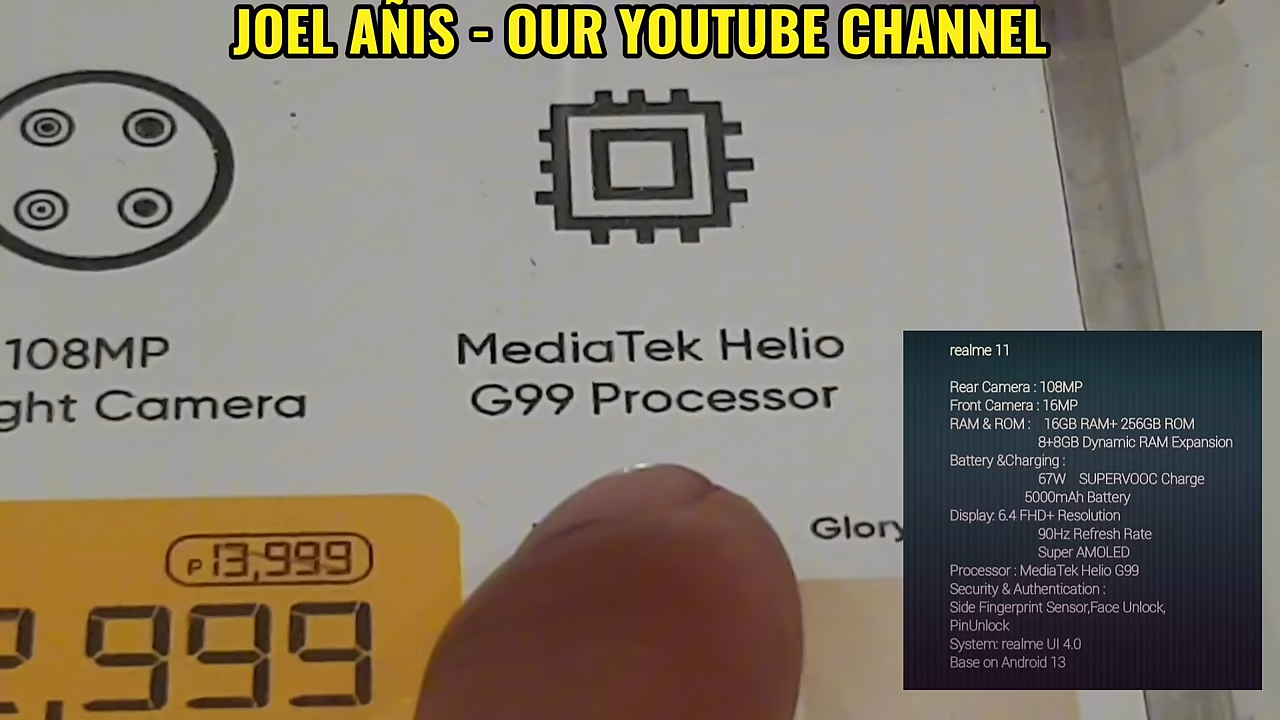 JOEL AÑIS - OUR YOUTUBE CHANNEL
108MP
ght Camera
MediaTek Helio
G99 Processor
Glory
₱13,999
,999
realme 11
Rear Camera : 108MP
Front Camera : 16MP
RAM & ROM : 16GB RAM+ 256GB ROM
8+8GB Dynamic RAM Expansion
Battery &Charging :
67W SUPERVOOC Charge
5000mAh Battery
Display: 6.4 FHD+ Resolution
90Hz Refresh Rate
Super AMOLED
Processor : MediaTek Helio G99
Security & Authentication :
Side Fingerprint Sensor,Face Unlock,
PinUnlock
System: realme UI 4.0
Base on Android 13